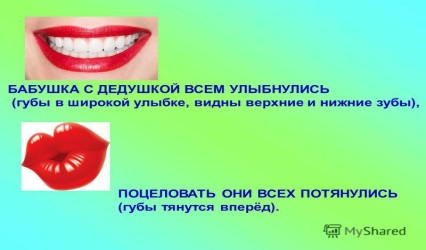 БАБУШКА С ДЕДУШКОЙ ВСЕМ УЛЫБНУЛИСЬ
(губы в широкой улыбке, видны верхние и нижние зубы),
ПОЦЕЛОВАТЬ ОНИ ВСЕХ ПОТЯНУЛИСЬ
(губы тянутся вперёд).
MyShared